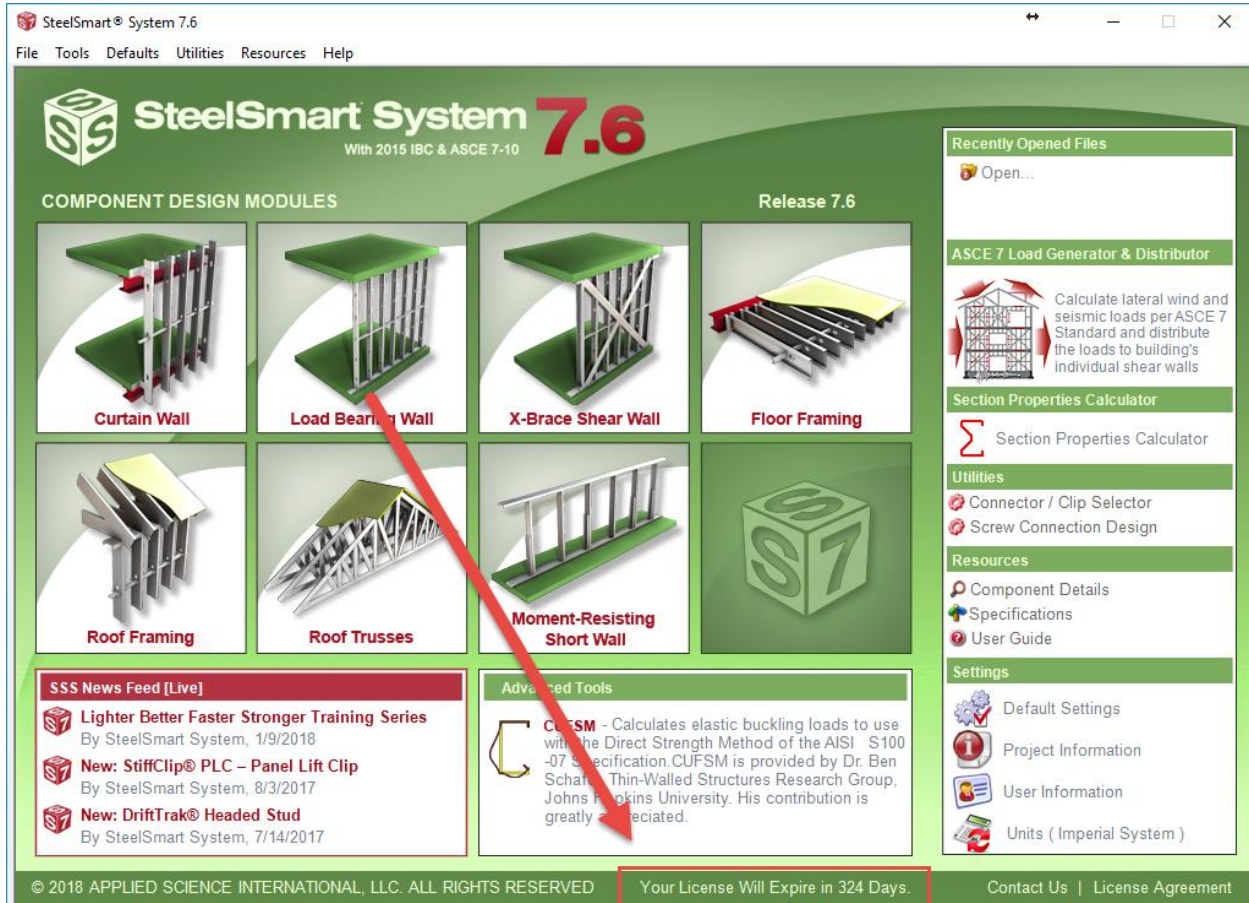 SteelSmart® System 7.6
File Tools Defaults Utilities Resources Help
SSS
SteelSmart System 7.6
With 2015 IBC & ASCE 7-10
COMPONENT DESIGN MODULES
Release 7.6
Curtain Wall
Load Bearing Wall
X-Brace Shear Wall
Floor Framing
Roof Framing
Roof Trusses
Moment-Resisting
Short Wall
SS7
SSS News Feed [Live]
Lighter Better Faster Stronger Training Series
By SteelSmart System, 1/9/2018
New: StiffClip® PLC – Panel Lift Clip
By SteelSmart System, 8/3/2017
New: DriftTrak® Headed Stud
By SteelSmart System, 7/14/2017
Advanced Tools
CUFSM - Calculates elastic buckling loads to use
with the Direct Strength Method of the AISI S100
-07 Specification.CUFSM is provided by Dr. Ben
Schafer, Thin-Walled Structures Research Group,
Johns Hopkins University. His contribution is
greatly appreciated.
Recently Opened Files
Open...
ASCE 7 Load Generator & Distributor
Calculate lateral wind and
seismic loads per ASCE 7
Standard and distribute
the loads to building's
individual shear walls
Section Properties Calculator
Section Properties Calculator
Utilities
Connector / Clip Selector
Screw Connection Design
Resources
Component Details
Specifications
User Guide
Settings
Default Settings
Project Information
User Information
Units ( Imperial System )
© 2018 APPLIED SCIENCE INTERNATIONAL, LLC. ALL RIGHTS RESERVED
Your License Will Expire in 324 Days.
Contact Us | License Agreement